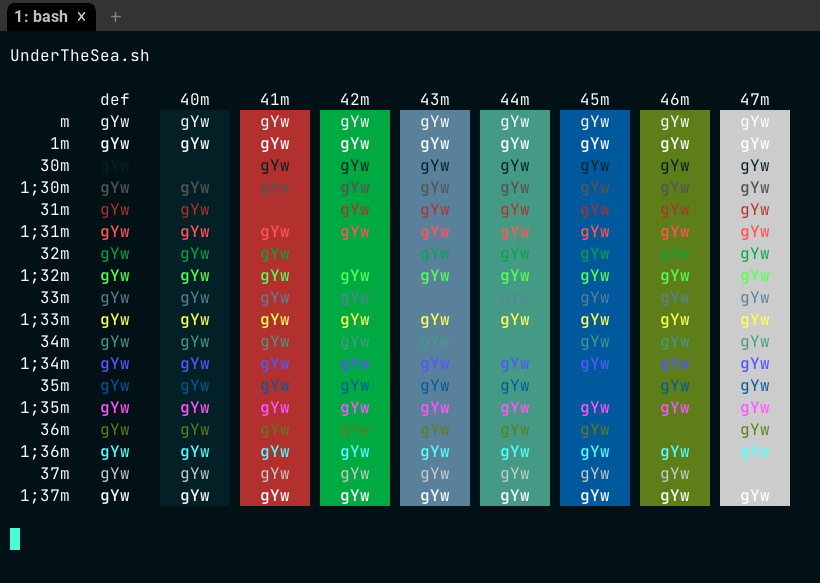 1: bash × +
UnderTheSea.sh
def 40m 41m 42m 43m 44m 45m 46m 47m
m gYw gYw gYw gYw gYw gYw gYw gYw gYw
1m gYw gYw gYw gYw gYw gYw gYw gYw gYw
30m gYw gYw gYw gYw gYw gYw gYw gYw
1;30m gYw gYw gYw gYw gYw gYw gYw gYw gYw
31m gYw gYw gYw gYw gYw gYw gYw gYw
1;31m gYw gYw gYw gYw gYw gYw gYw gYw gYw
32m gYw gYw gYw gYw gYw gYw gYw gYw
1;32m gYw gYw gYw gYw gYw gYw gYw gYw gYw
33m gYw gYw gYw gYw gYw gYw gYw gYw
1;33m gYw gYw gYw gYw gYw gYw gYw gYw gYw
34m gYw gYw gYw gYw gYw gYw gYw gYw
1;34m gYw gYw gYw gYw gYw gYw gYw gYw gYw
35m gYw gYw gYw gYw gYw gYw gYw gYw
1;35m gYw gYw gYw gYw gYw gYw gYw gYw gYw
36m gYw gYw gYw gYw gYw gYw gYw gYw
1;36m gYw gYw gYw gYw gYw gYw gYw gYw gYw
37m gYw gYw gYw gYw gYw gYw gYw gYw
1;37m gYw gYw gYw gYw gYw gYw gYw gYw gYw